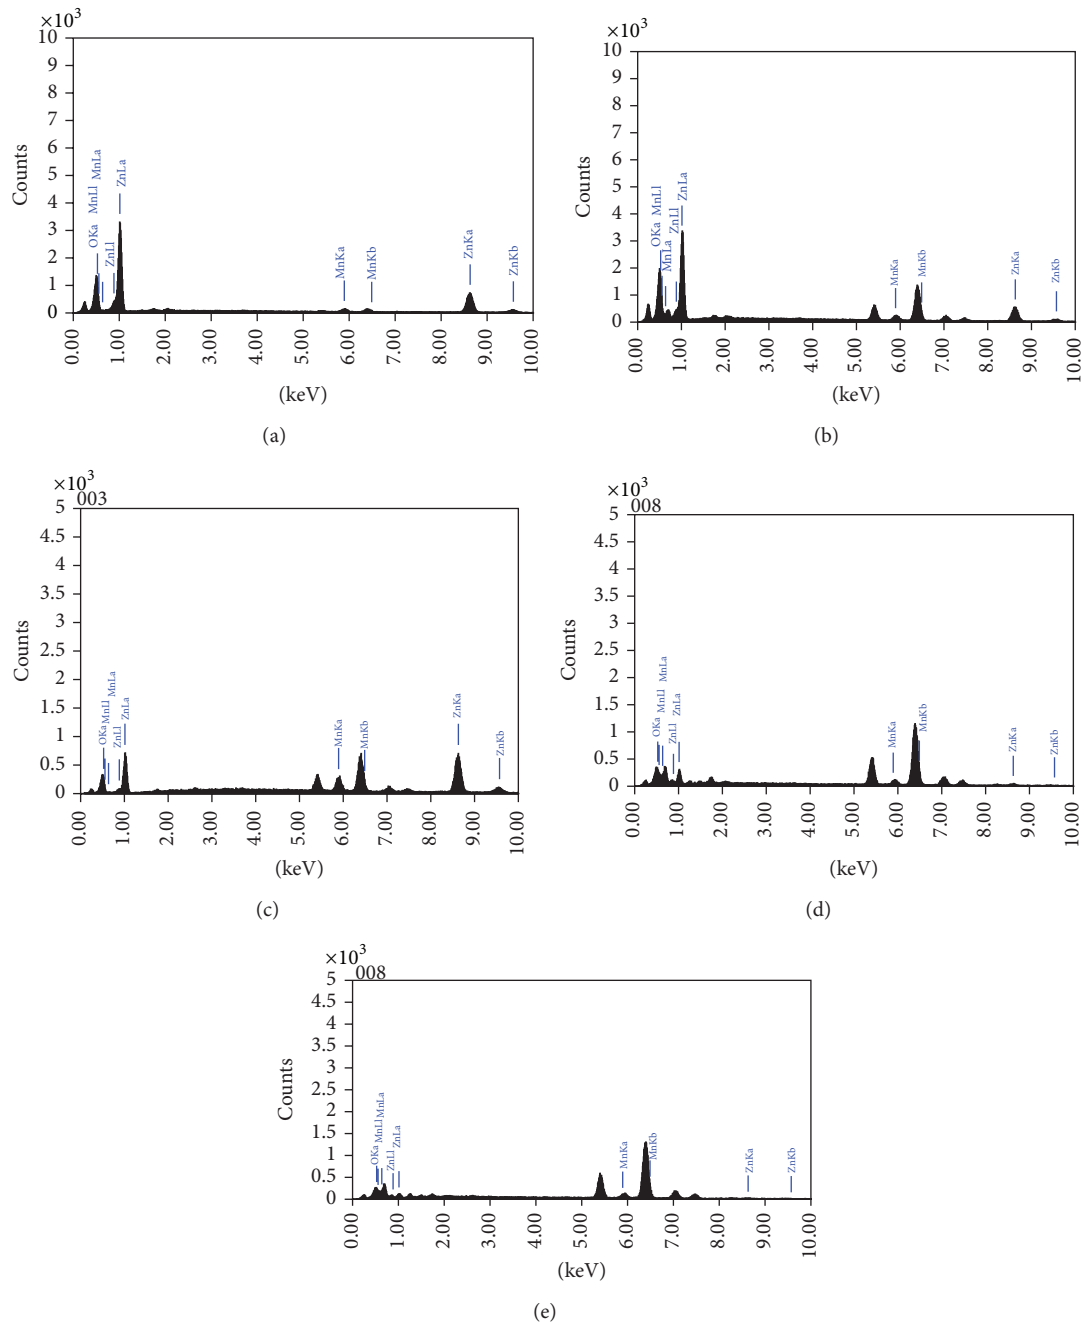 ×10³
10
9
8
7
6
5
4
3
2
1
0
Counts
OKa
MnLl
MnLa
ZnLl
ZnLa
MnKa
MnKb
ZnKa
ZnKb
0.00 1.00 2.00 3.00 4.00 5.00 6.00 7.00 8.00 9.00 10.00
(keV)
(a)
×10³
10
9
8
7
6
5
4
3
2
1
0
Counts
OKa
MnLl
MnLa
ZnLl
ZnLa
MnKa
MnKb
ZnKa
ZnKb
0.00 1.00 2.00 3.00 4.00 5.00 6.00 7.00 8.00 9.00 10.00
(keV)
(b)
×10³
003
5
4.5
4
3.5
3
2.5
2
1.5
1
0.5
0
Counts
OKa
MnLl
MnLa
ZnLl
ZnLa
MnKa
MnKb
ZnKa
ZnKb
0.00 1.00 2.00 3.00 4.00 5.00 6.00 7.00 8.00 9.00 10.00
(keV)
(c)
×10³
008
5
4.5
4
3.5
3
2.5
2
1.5
1
0.5
0
Counts
OKa
MnLl
MnLa
ZnLl
ZnLa
MnKa
MnKb
ZnKa
ZnKb
0.00 1.00 2.00 3.00 4.00 5.00 6.00 7.00 8.00 9.00 10.00
(keV)
(d)
×10³
008
5
4.5
4
3.5
3
2.5
2
1.5
1
0.5
0
Counts
OKa
MnLl
MnLa
ZnLl
ZnLa
MnKa
MnKb
ZnKa
ZnKb
0.00 1.00 2.00 3.00 4.00 5.00 6.00 7.00 8.00 9.00 10.00
(keV)
(e)